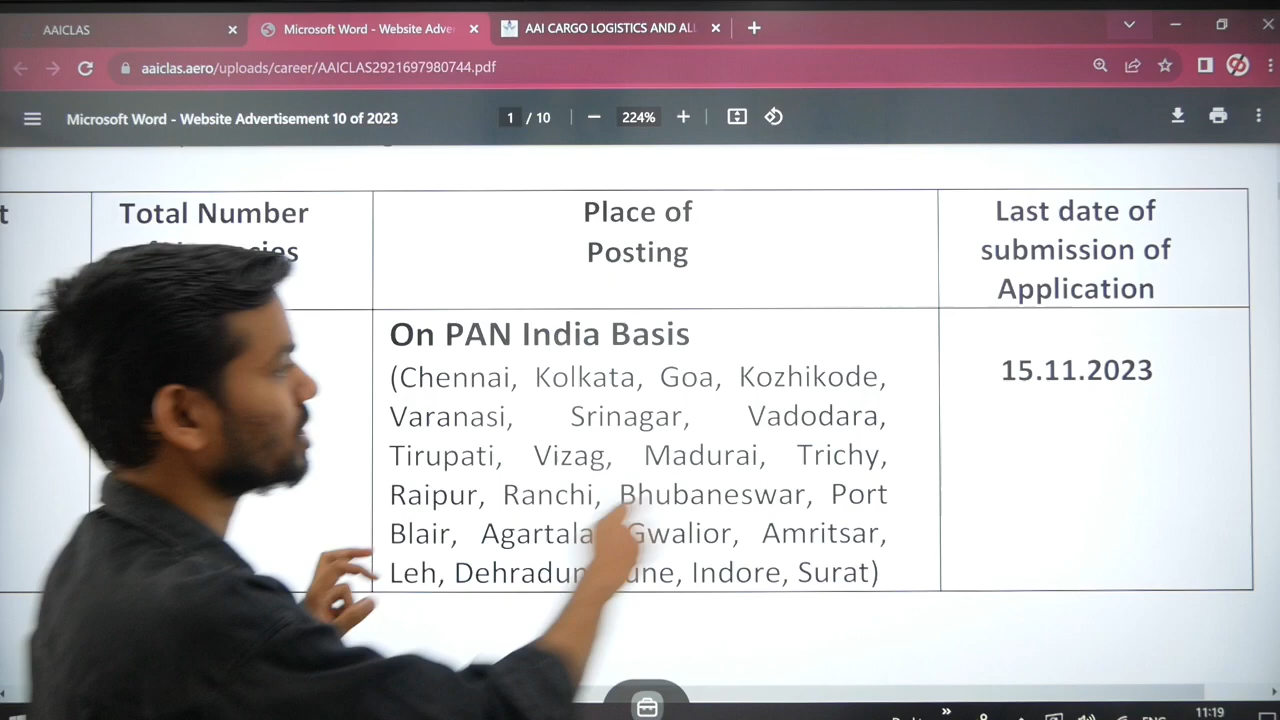 AAICLAS
Microsoft Word - Website Adve
AAI CARGO LOGISTICS AND AL
aaiclas.aero/uploads/career/AAICLAS2921697980744.pdf
Microsoft Word - Website Advertisement 10 of 2023
1 / 10
224%
t
Total Number
Place of
Posting
Last date of
submission of
Application
On PAN India Basis
(Chennai, Kolkata, Goa, Kozhikode,
Varanasi, Srinagar, Vadodara,
Tirupati, Vizag, Madurai, Trichy,
Raipur, Ranchi, Bhubaneswar, Port
Blair, Agartala Gwalior, Amritsar,
Leh, Dehradun une, Indore, Surat)
15.11.2023
11:19